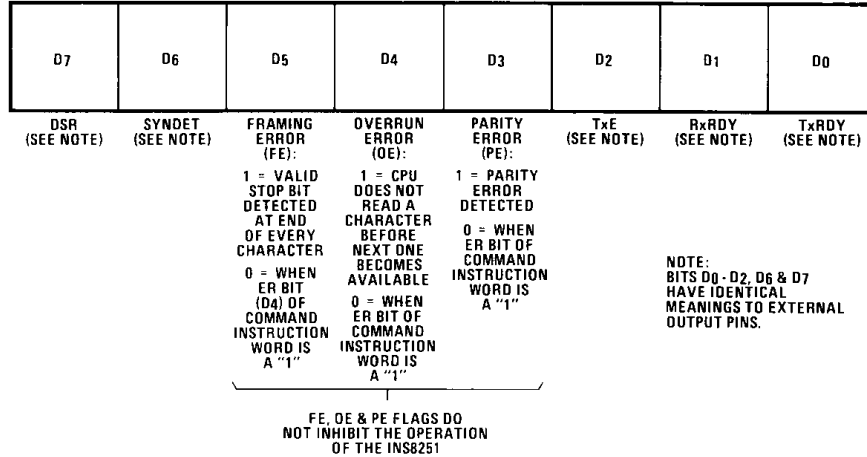 D7 D6 D5 D4 D3 D2 D1 D0
DSR
(SEE NOTE)
SYNDET
(SEE NOTE)
FRAMING
ERROR
(FE):
1 = VALID
STOP BIT
DETECTED
AT END
OF EVERY
CHARACTER
0 = WHEN
ER BIT
(D4) OF
COMMAND
INSTRUCTION
WORD IS
A "1"
OVERRUN
ERROR
(OE):
1 = CPU
DOES NOT
READ A
CHARACTER
BEFORE
NEXT ONE
BECOMES
AVAILABLE
0 = WHEN
ER BIT OF
COMMAND
INSTRUCTION
WORD IS
A "1"
PARITY
ERROR
(PE):
1 = PARITY
ERROR
DETECTED
0 = WHEN
ER BIT OF
COMMAND
INSTRUCTION
WORD IS
A "1"
TxE
(SEE NOTE)
RxRDY
(SEE NOTE)
TxRDY
(SEE NOTE)
NOTE:
BITS D0 - D2, D6 & D7
HAVE IDENTICAL
MEANINGS TO EXTERNAL
OUTPUT PINS.
FE, OE & PE FLAGS DO
NOT INHIBIT THE OPERATION
OF THE INS8251